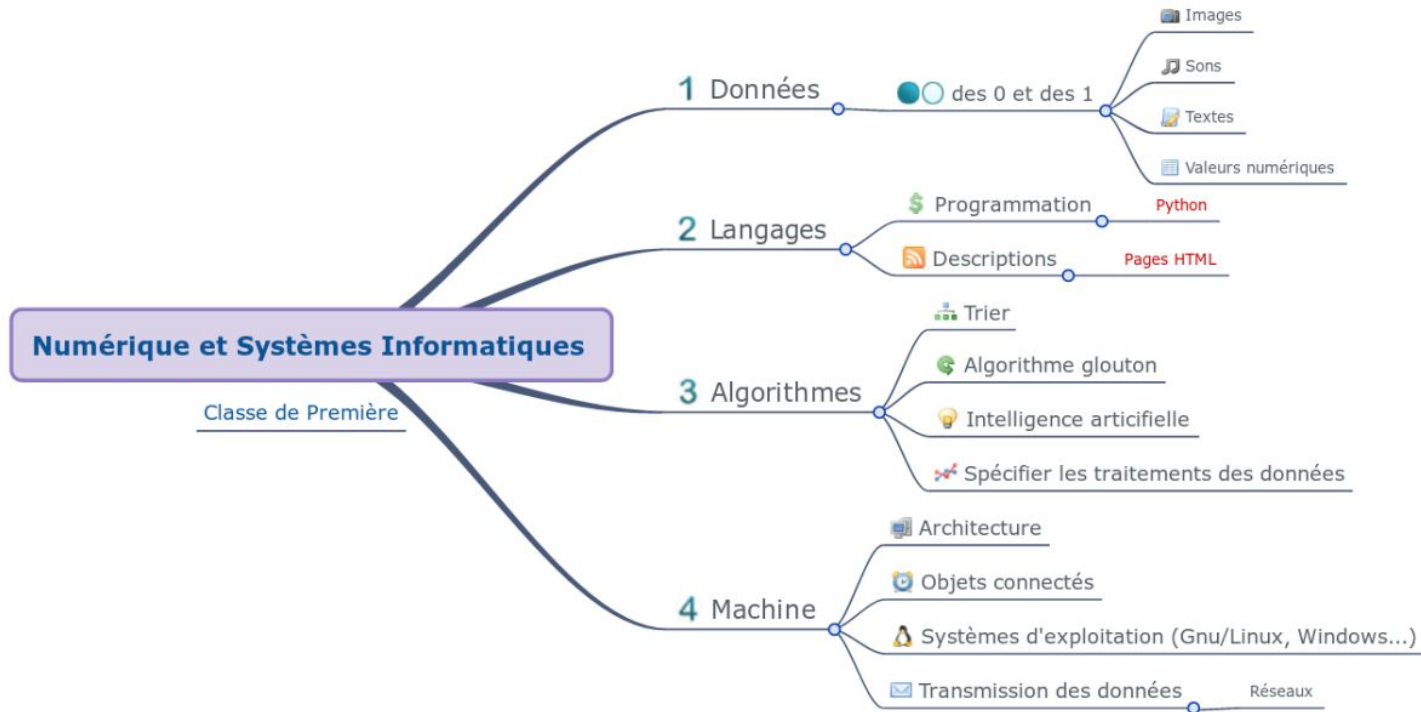 Numérique et Systèmes Informatiques
Classe de Première
1 Données
des 0 et des 1
Images
Sons
Textes
Valeurs numériques
2 Langages
$ Programmation
Python
Descriptions
Pages HTML
3 Algorithmes
Trier
Algorithme glouton
Intelligence articifielle
Spécifier les traitements des données
4 Machine
Architecture
Objets connectés
Systèmes d'exploitation (Gnu/Linux, Windows...)
Transmission des données
Réseaux